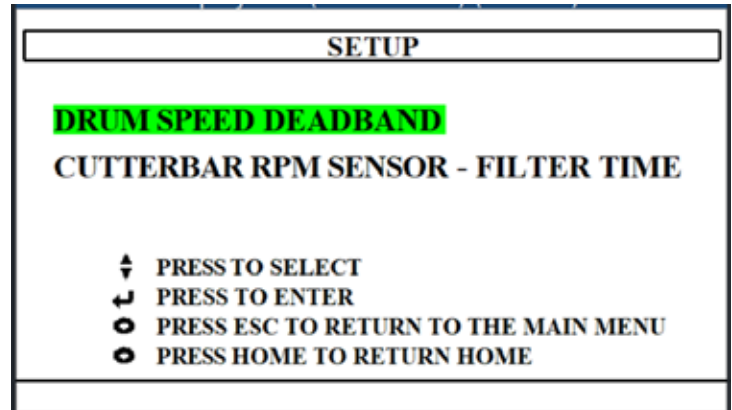 SETUP
DRUM SPEED DEADBAND
CUTTERBAR RPM SENSOR - FILTER TIME
PRESS TO SELECT
PRESS TO ENTER
PRESS ESC TO RETURN TO THE MAIN MENU
PRESS HOME TO RETURN HOME